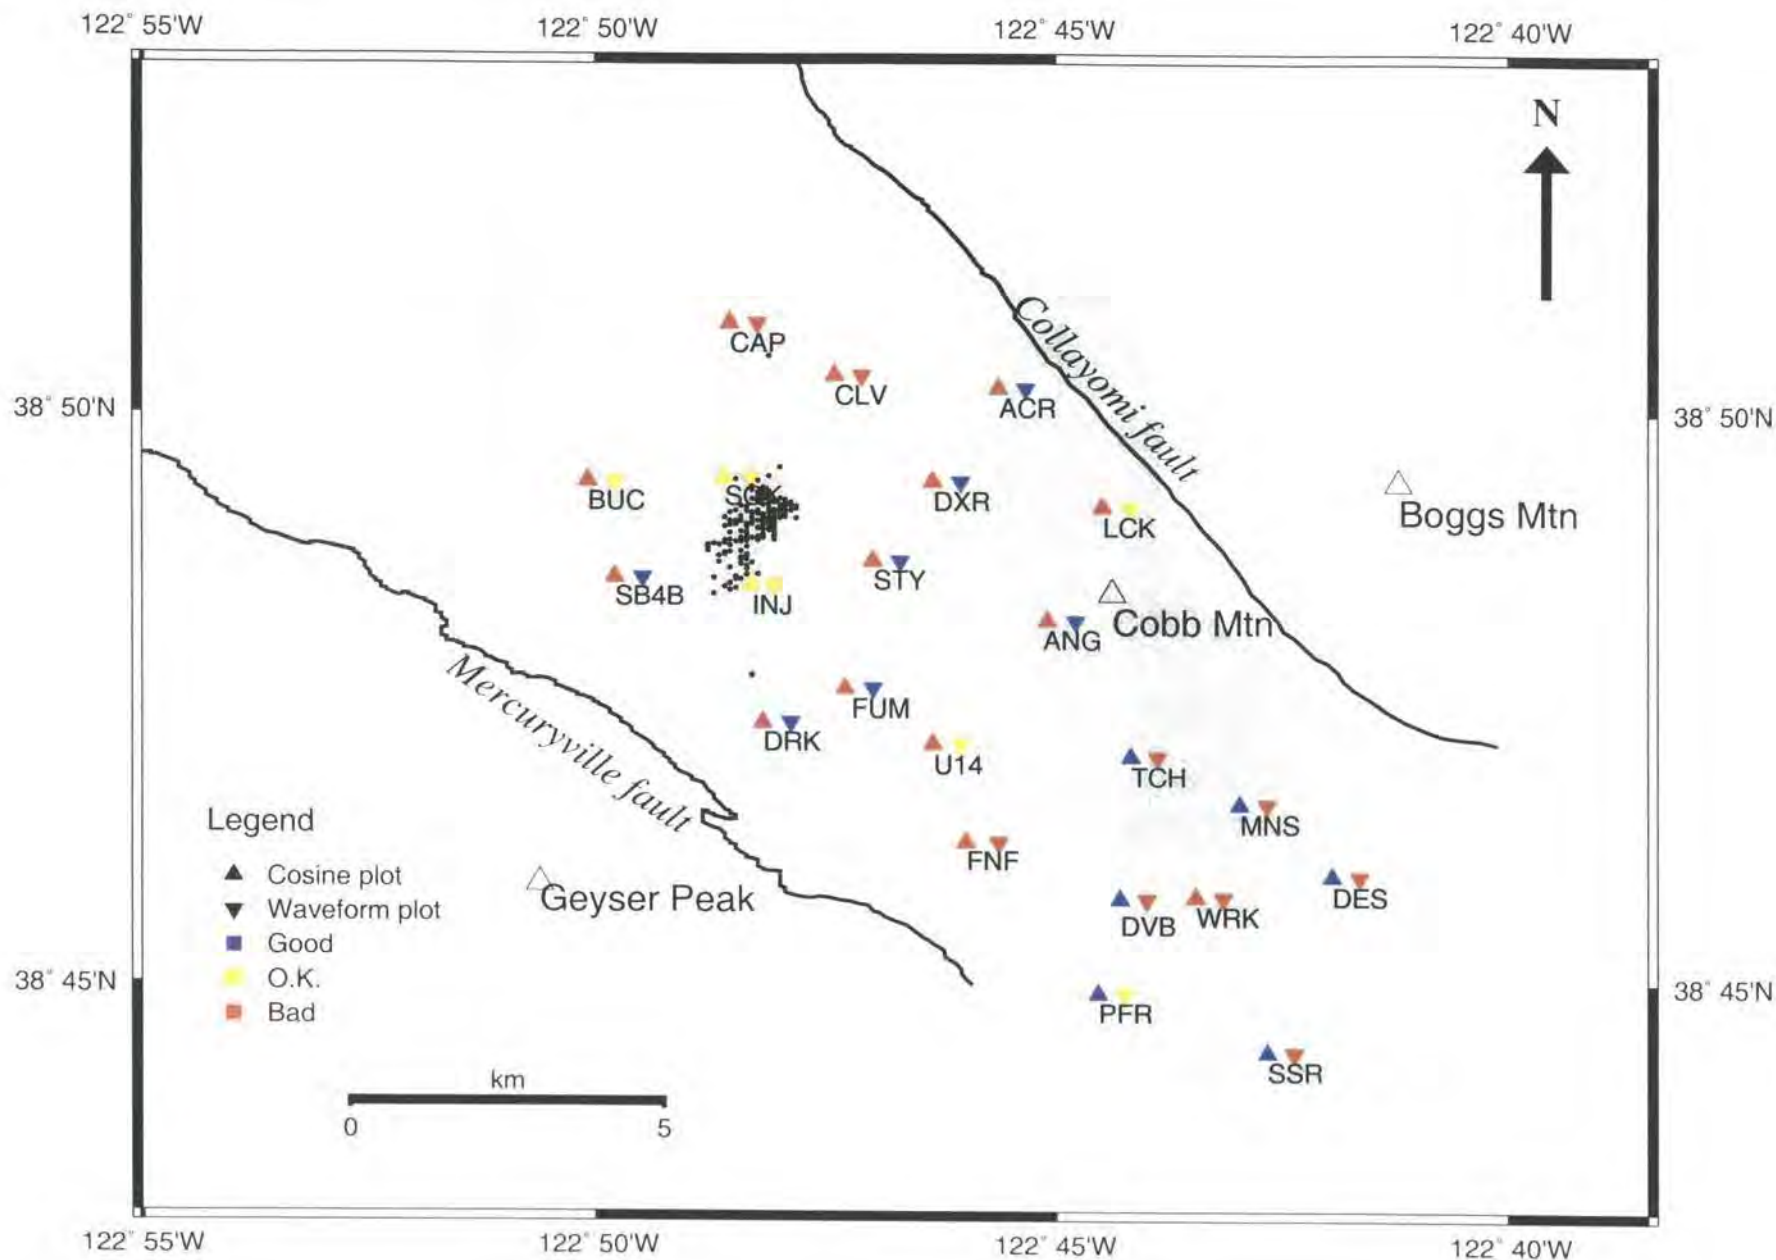 122° 55'W
122° 50'W
122° 45'W
122° 40'W
N
Collayomi fault
CAP
CLV
ACR
38° 50'N
38° 50'N
BUC
DXR
LCK
Boggs Mtn
SB4B
INJ
STY
ANG
Cobb Mtn
Mercuryville fault
FUM
DRK
U14
TCH
MNS
FNF
Legend
Cosine plot
Waveform plot
Good
O.K.
Bad
Geyser Peak
DVB
WRK
DES
38° 45'N
38° 45'N
PFR
SSR
km
0
5
122° 55'W
122° 50'W
122° 45'W
122° 40'W